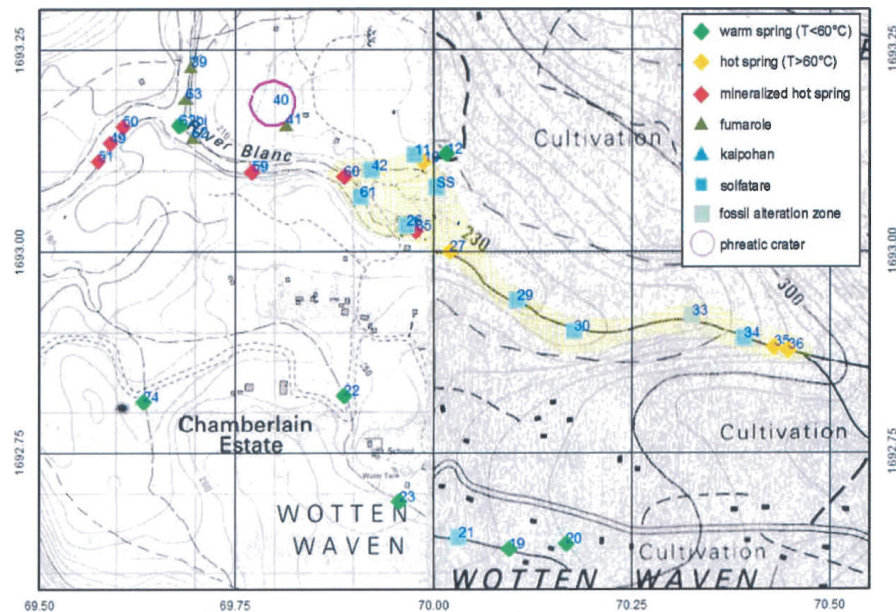 warm spring (T<60°C)
hot spring (T>60°C)
mineralized hot spring
fumarole
kaipohan
solfatare
fossil alteration zone
phreatic crater
1693.25
1693.25
39
63
40
41
50
49
51
River Blanc
59
60
42
11
12
Cultivation
61
SS
26
27
230
1693.00
1693.00
29
30
33
300
34
35
36
24
22
Chamberlain
Estate
School
Water Tank
Cultivation
1692.75
1692.75
23
WOTTEN
WAVEN
21
19
20
Cultivation
WOTTEN WAVEN
69.50
69.75
70.00
70.25
70.50